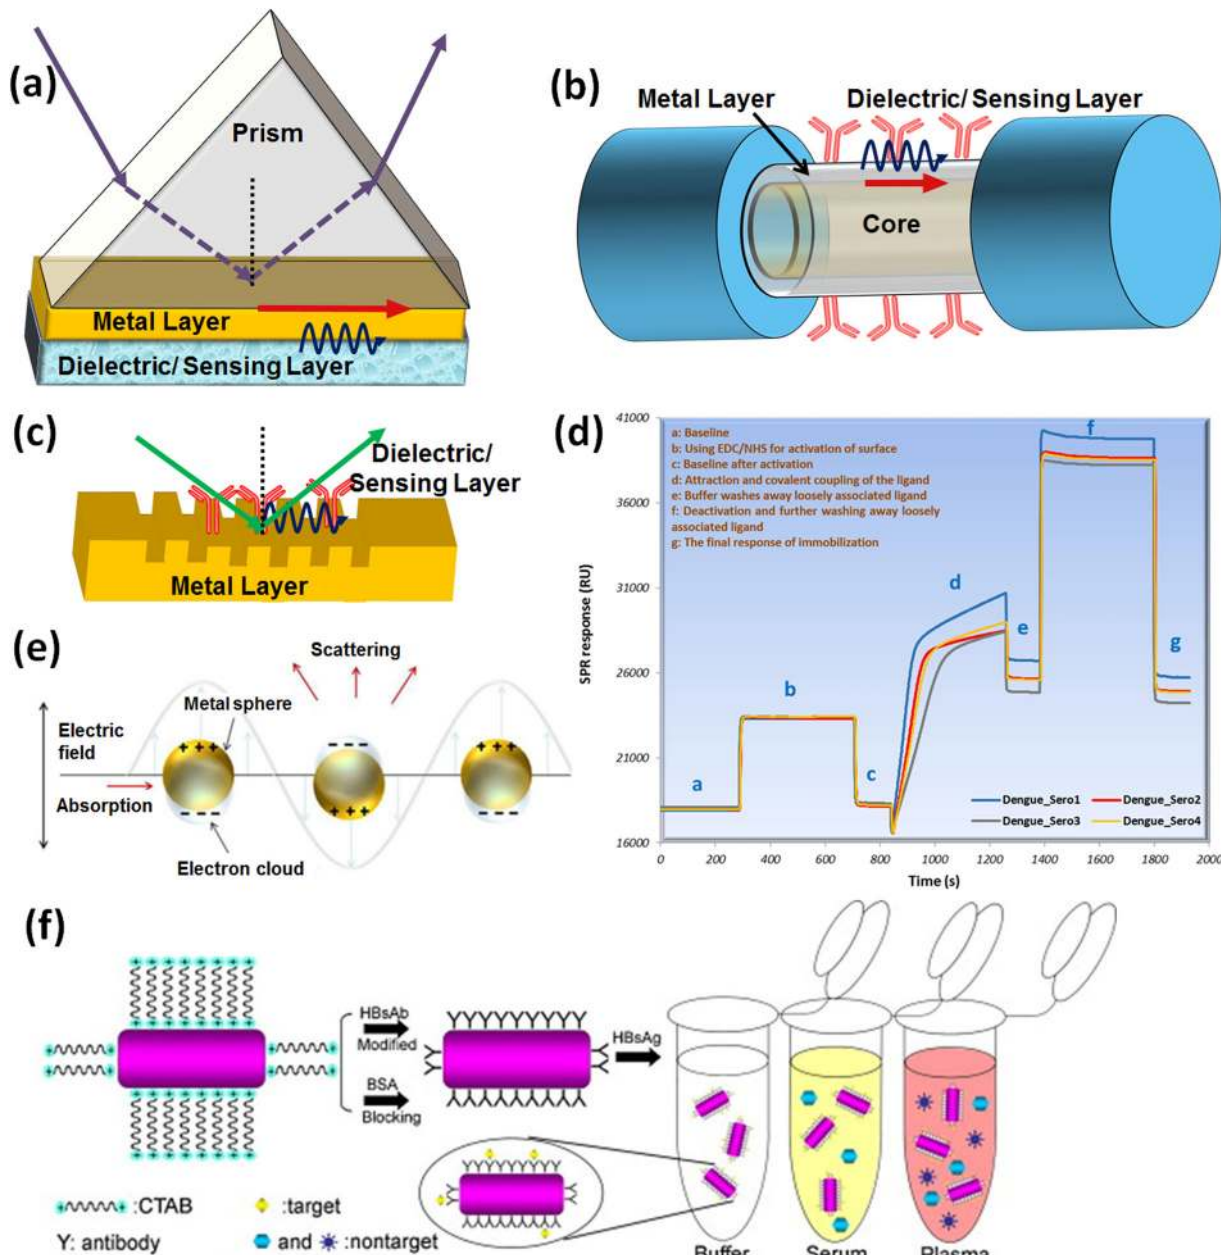 (a)
Prism
Metal Layer
Dielectric/ Sensing Layer
(b)
Metal Layer
Dielectric/ Sensing Layer
Core
(c)
Dielectric/
Sensing Layer
Metal Layer
(d)
41000
36000
31000
26000
21000
16000
SPR response (RU)
a: Baseline
b: Using EDC/NHS for activation of surface
c: Baseline after activation
d: Attraction and covalent coupling of the ligand
e: Buffer washes away loosely associated ligand
f: Deactivation and further washing away loosely
associated ligand
g: The final response of immobilization
a
b
c
d
e
f
g
Dengue_Sero1
Dengue_Sero2
Dengue_Sero3
Dengue_Sero4
0 200 400 600 800 1000 1200 1400 1600 1800 2000
Time (s)
(e)
Scattering
Metal sphere
Electric
field
Absorption
+ + +
- - -
- - -
+ + +
+ + +
- - -
Electron cloud
(f)
HBsAb
Modified
BSA
Blocking
HBsAg
:CTAB
Y: antibody
:target
and :nontarget
Buffer
Serum
Plasma